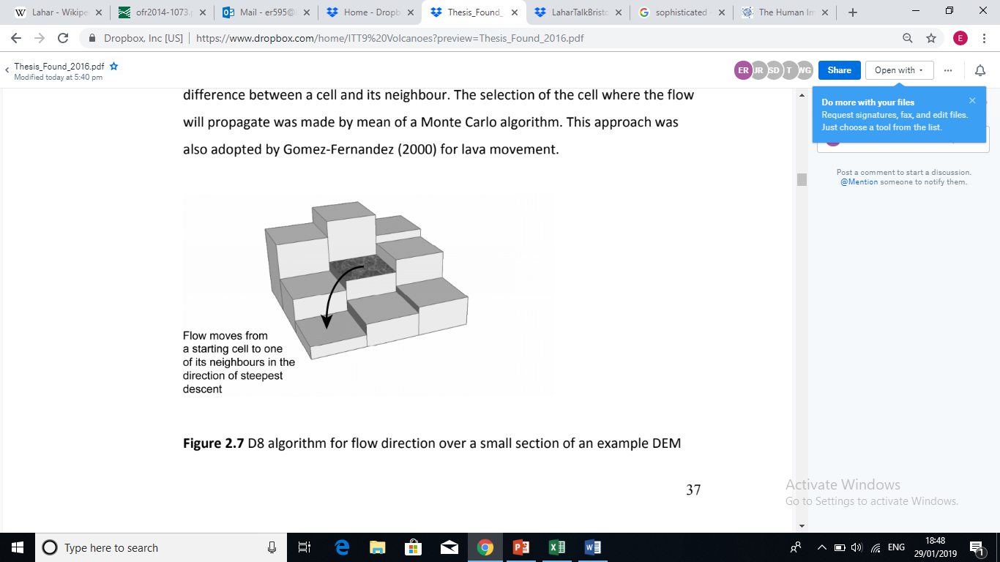 Lahar - Wikipe
ofr2014-1073.
Mail - er595@
Home - Dropb
Thesis_Found_
LaharTalkBristo
sophisticated
The Human Im
Dropbox, Inc [US] https://www.dropbox.com/home/ITT9%20Volcanoes?preview=Thesis_Found_2016.pdf
E
Thesis_Found_2016.pdf
Modified today at 5:40 pm
ER JR SD T WG
Share
Open with
Do more with your files
Request signatures, fax, and edit files.
Just choose a tool from the list.
Post a comment to start a discussion.
@Mention someone to notify them.
difference between a cell and its neighbour. The selection of the cell where the flow
will propagate was made by mean of a Monte Carlo algorithm. This approach was
also adopted by Gomez-Fernandez (2000) for lava movement.
Flow moves from
a starting cell to one
of its neighbours in the
direction of steepest
descent
Figure 2.7 D8 algorithm for flow direction over a small section of an example DEM
37
Activate Windows
Go to Settings to activate Windows.
Type here to search
ENG
18:48
29/01/2019
1